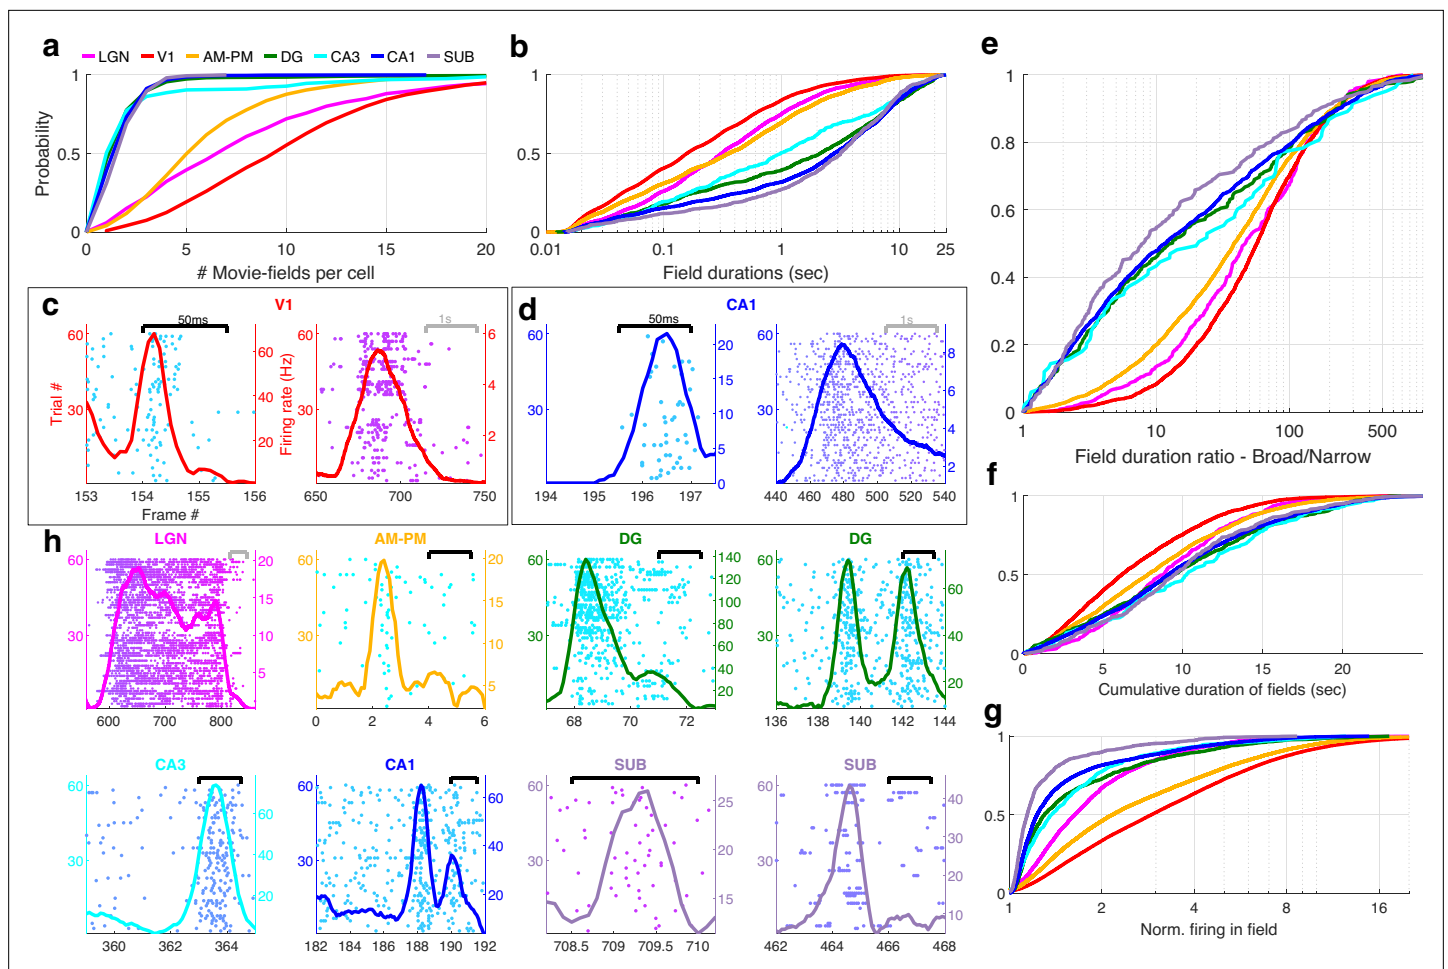 a
LGN V1 AM-PM DG CA3 CA1 SUB
1
0.5
0
0 5 10 15 20
Probability
# Movie-fields per cell
b
1
0.5
0
0.01 0.1 1 10 25
Field durations (sec)
e
1
0.8
0.6
0.4
0.2
0
1 10 100 500
Field duration ratio - Broad/Narrow
c
V1
50ms
60
30
Trial #
60
40
20
Firing rate (Hz)
153 154 155 156
Frame #
1s
60
30
6
4
2
650 700 750
d
CA1
50ms
60
30
20
15
10
5
0
194 195 196 197
1s
60
30
8
6
4
2
440 460 480 500 520 540
f
1
0.5
0
0 5 10 15 20
Cumulative duration of fields (sec)
g
1
0.5
0
1 2 4 8 16
Norm. firing in field
h
LGN
60
30
20
15
10
5
600 700 800
AM-PM
60
30
20
15
10
5
0 2 4 6
DG
60
30
140
120
100
80
60
40
20
68 70 72
DG
60
30
60
40
20
136 138 140 142 144
CA3
60
30
80
60
40
20
360 362 364
CA1
60
30
60
40
20
182 184 186 188 190 192
SUB
60
30
25
20
15
708.5 709 709.5 710
SUB
60
30
40
30
20
10
462 464 466 468